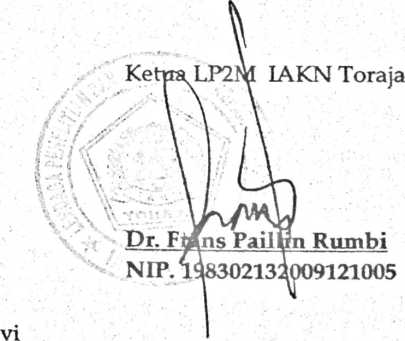 Ketua LP2M IAKN Toraja
Dr. Frans Paillin Rumbi
NIP. 198302132009121005
vi